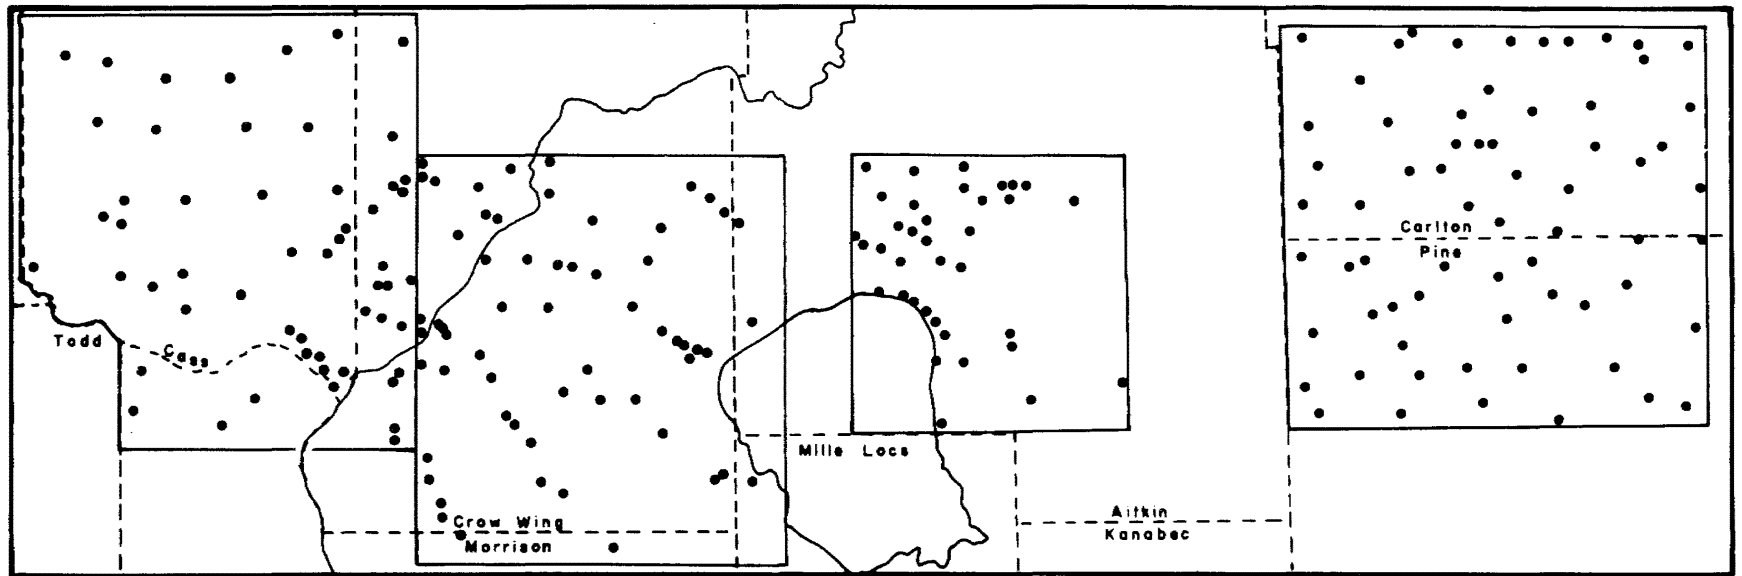 Carlton
Pine
Todd
Cass
Mille Lacs
Crow Wing
Morrison
Aitkin
Kanabec